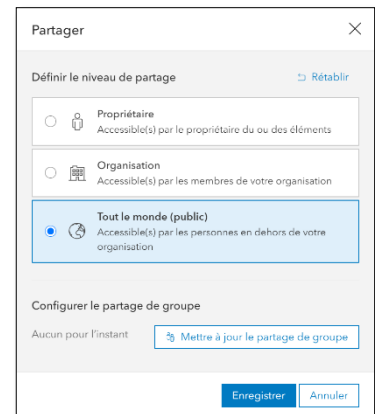 Partager
Définir le niveau de partage
Rétablir
Propriétaire
Accessible(s) par le propriétaire du ou des éléments
Organisation
Accessible(s) par les membres de votre organisation
Tout le monde (public)
Accessible(s) par les personnes en dehors de votre
organisation
Configurer le partage de groupe
Aucun pour l'instant
Mettre à jour le partage de groupe
Enregistrer
Annuler